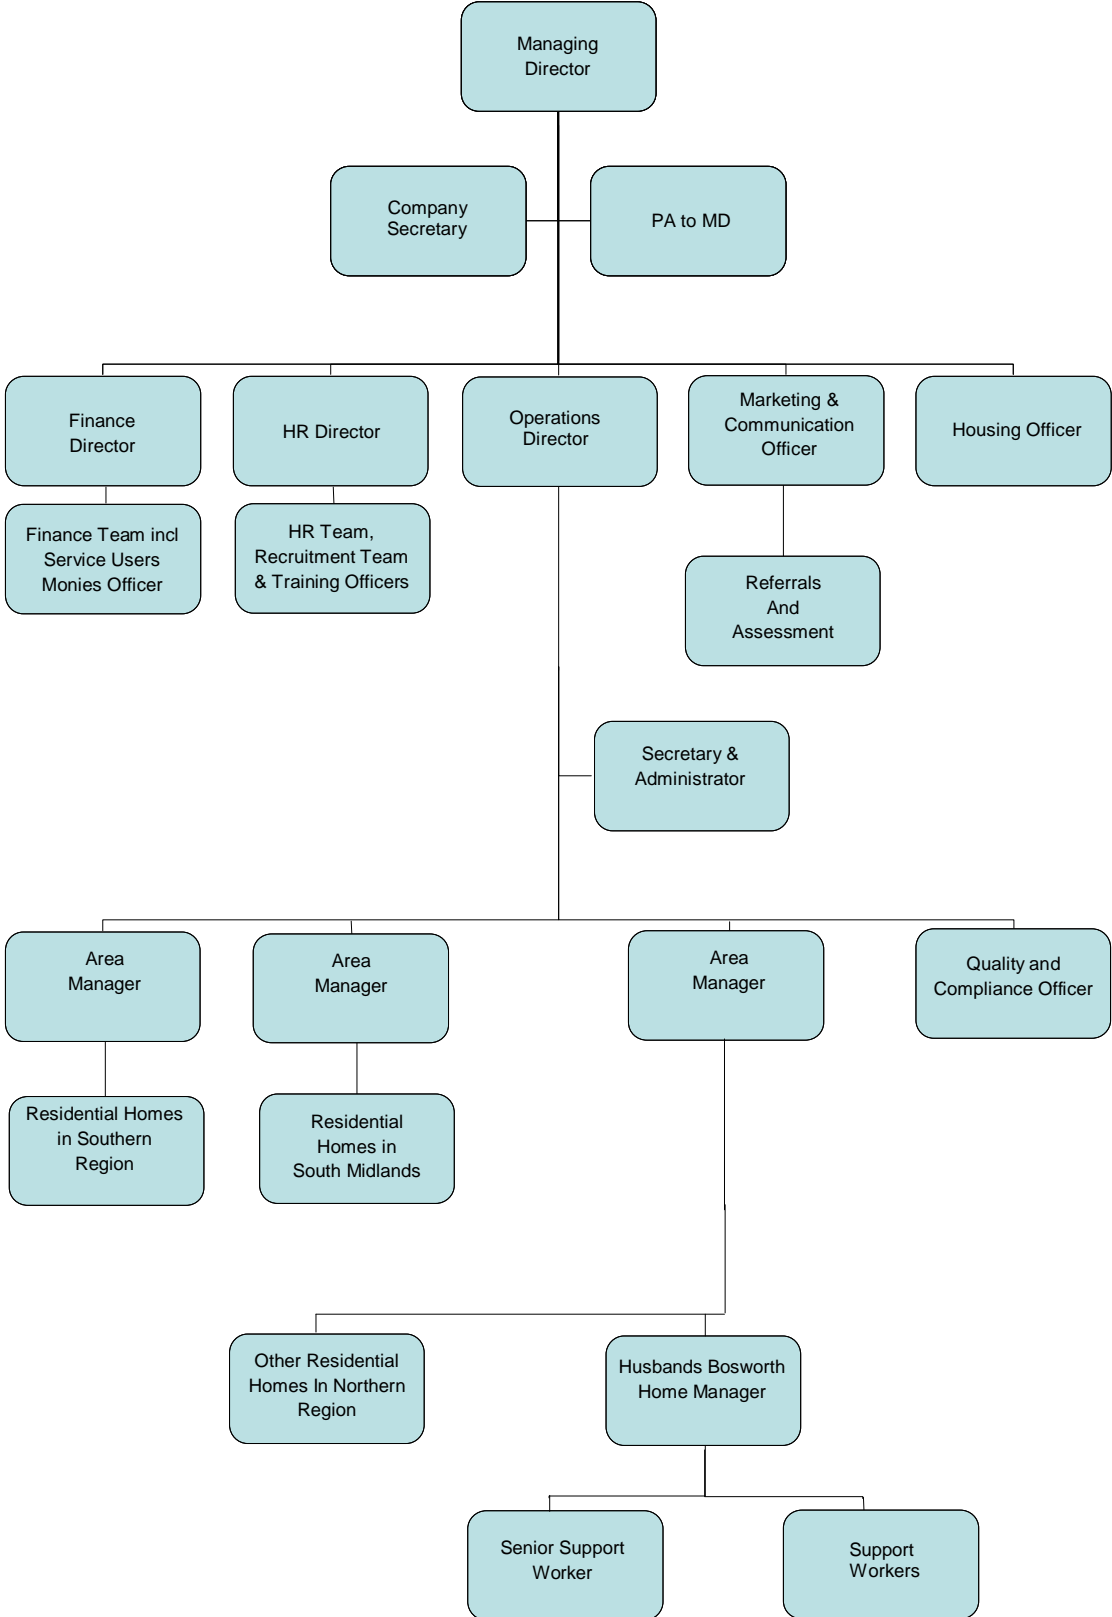 Managing
Director
Company
Secretary
PA to MD
Finance
Director
HR Director
Operations
Director
Marketing &
Communication
Officer
Housing Officer
Finance Team incl
Service Users
Monies Officer
HR Team,
Recruitment Team
& Training Officers
Referrals
And
Assessment
Secretary &
Administrator
Area
Manager
Area
Manager
Area
Manager
Quality and
Compliance Officer
Residential Homes
in Southern
Region
Residential
Homes in
South Midlands
Other Residential
Homes In Northern
Region
Husbands Bosworth
Home Manager
Senior Support
Worker
Support
Workers